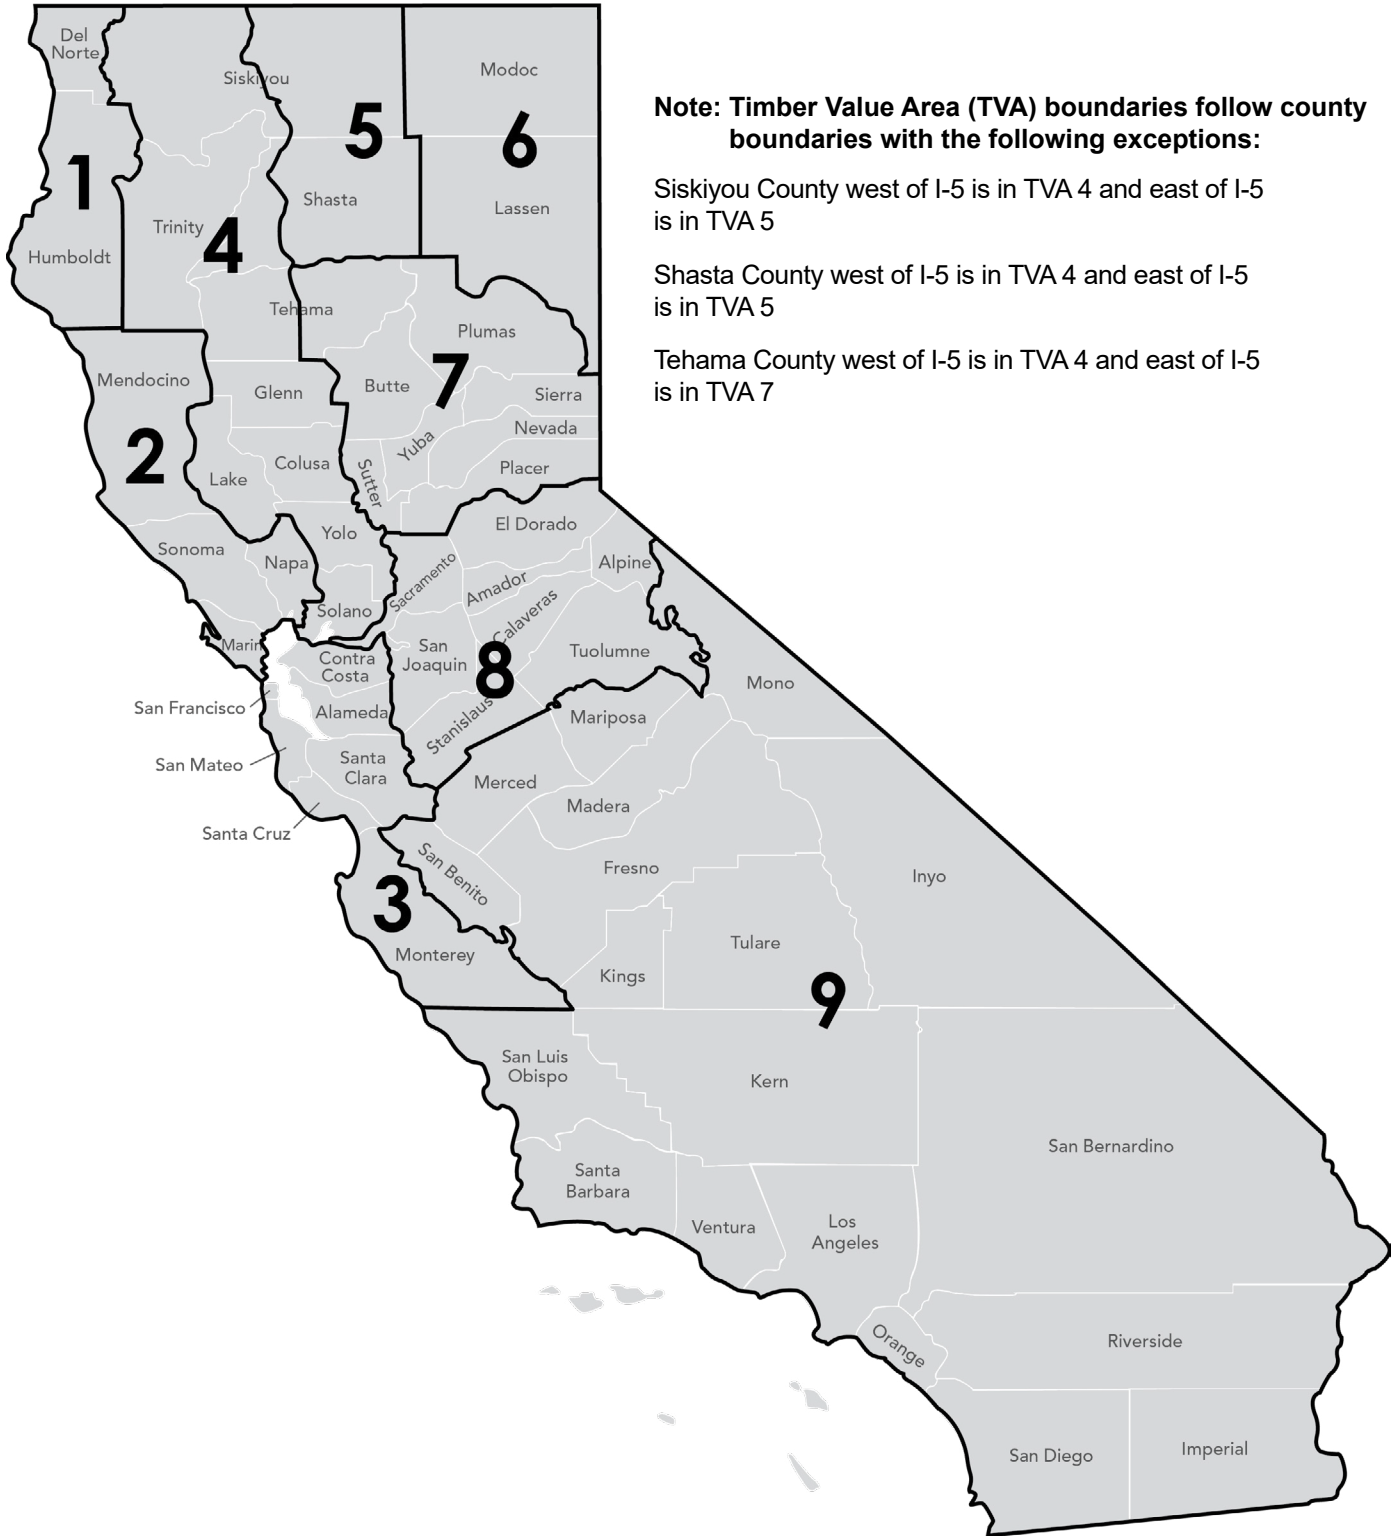 Del
Norte
Siskiyou
Modoc
Note: Timber Value Area (TVA) boundaries follow county
boundaries with the following exceptions:
5
6
1
Siskiyou County west of I-5 is in TVA 4 and east of I-5
is in TVA 5
Shasta
Lassen
Trinity
4
Humboldt
Shasta County west of I-5 is in TVA 4 and east of I-5
is in TVA 5
Tehama
Plumas
Tehama County west of I-5 is in TVA 4 and east of I-5
is in TVA 7
Mendocino
Glenn
Butte
7
Sierra
Nevada
Yuba
2
Colusa
Placer
Lake
Sutter
El Dorado
Yolo
Sonoma
Napa
Alpine
Sacramento
Amador
Solano
Calaveras
Marin
San
Joaquin
Tuolumne
Contra
Costa
8
Mono
San Francisco
Alameda
Stanislaus
Mariposa
San Mateo
Santa
Clara
Merced
Madera
Santa Cruz
San Benito
Fresno
Inyo
3
Tulare
Monterey
Kings
9
San Luis
Obispo
Kern
San Bernardino
Santa
Barbara
Ventura
Los
Angeles
Orange
Riverside
San Diego
Imperial